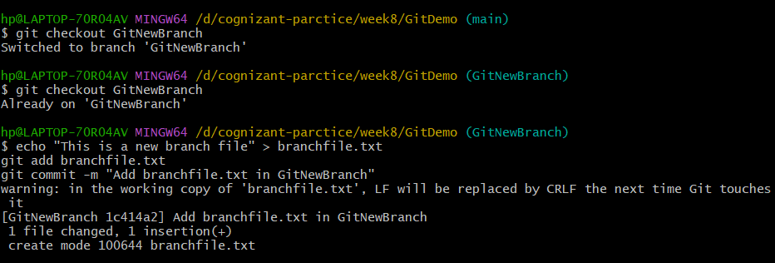 hp@LAPTOP-7OR04AV MINGW64 /d/cognizant-parctice/week8/GitDemo (main)
$ git checkout GitNewBranch
Switched to branch 'GitNewBranch'
hp@LAPTOP-7OR04AV MINGW64 /d/cognizant-parctice/week8/GitDemo (GitNewBranch)
$ git checkout GitNewBranch
Already on 'GitNewBranch'
hp@LAPTOP-7OR04AV MINGW64 /d/cognizant-parctice/week8/GitDemo (GitNewBranch)
$ echo "This is a new branch file" > branchfile.txt
git add branchfile.txt
git commit -m "Add branchfile.txt in GitNewBranch"
warning: in the working copy of 'branchfile.txt', LF will be replaced by CRLF the next time Git touches
 it
[GitNewBranch 1c414a2] Add branchfile.txt in GitNewBranch
 1 file changed, 1 insertion(+)
 create mode 100644 branchfile.txt